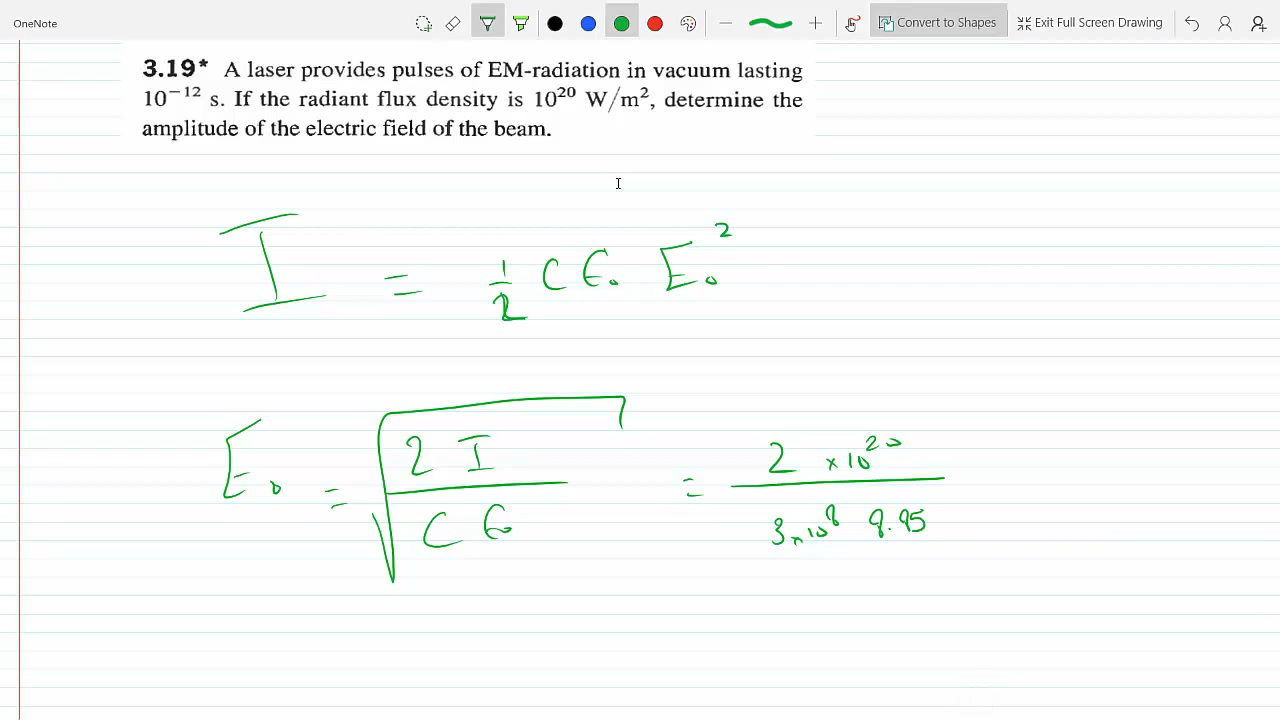 OneNote
Convert to Shapes
Exit Full Screen Drawing
3.19* A laser provides pulses of EM-radiation in vacuum lasting
10⁻¹² s. If the radiant flux density is 10²⁰ W/m², determine the
amplitude of the electric field of the beam.
I = 1/2 C ϵ₀ E₀²
E₀ = √(2 I / C ϵ₀) = 2 ×10²⁰ / 3×10⁸ 8.85